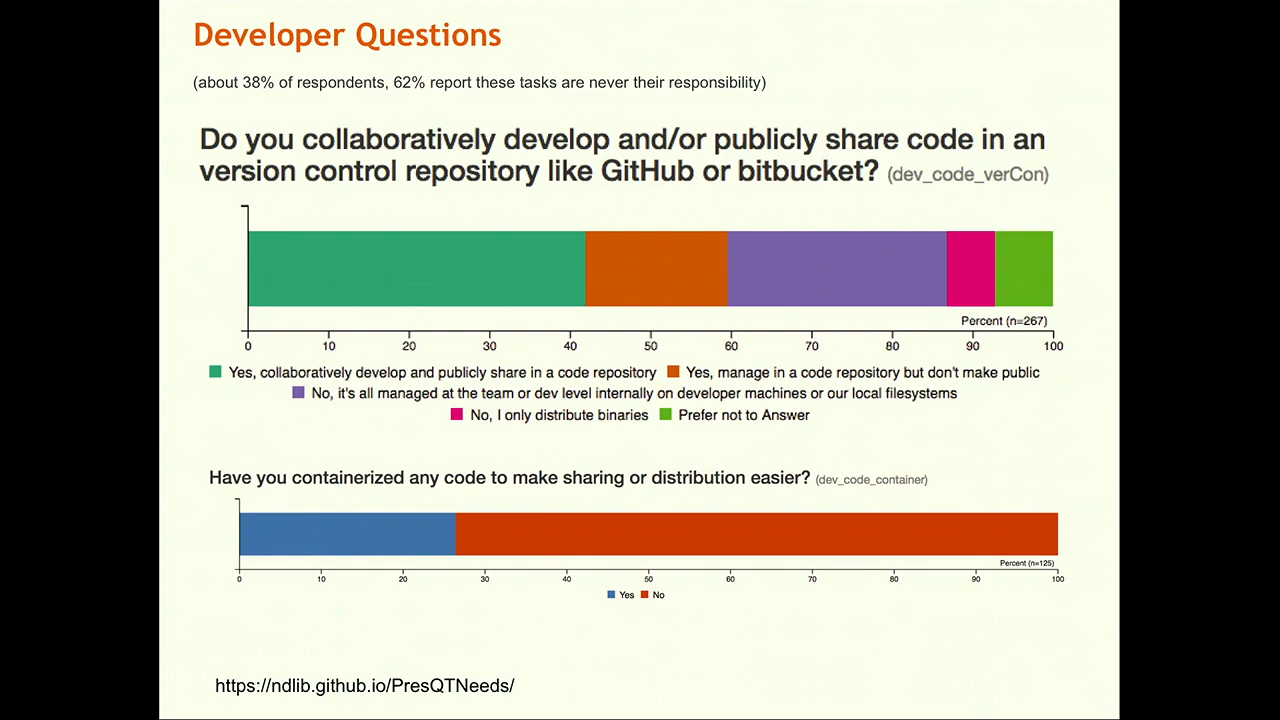 Developer Questions
(about 38% of respondents, 62% report these tasks are never their responsibility)
Do you collaboratively develop and/or publicly share code in an
version control repository like GitHub or bitbucket? (dev_code_verCon)
Percent (n=267)
0 10 20 30 40 50 60 70 80 90 100
Yes, collaboratively develop and publicly share in a code repository Yes, manage in a code repository but don't make public
No, it's all managed at the team or dev level internally on developer machines or our local filesystems
No, I only distribute binaries Prefer not to Answer
Have you containerized any code to make sharing or distribution easier? (dev_code_container)
Percent (n=125)
0 10 20 30 40 50 60 70 80 90 100
Yes No
https://ndlib.github.io/PresQTNeeds/